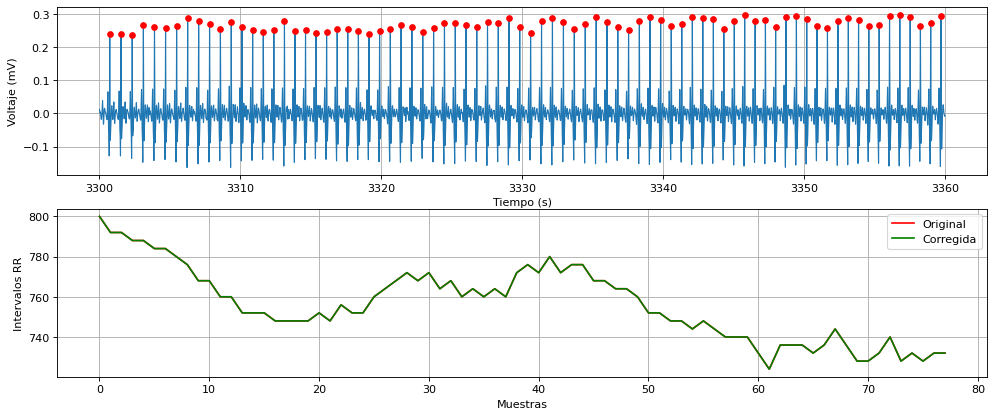 0.3
0.2
0.1
0.0
−0.1
Voltaje (mV)
3300 3310 3320 3330 3340 3350 3360
Tiempo (s)
800
780
760
740
Intervalos RR
Original
Corregida
0 10 20 30 40 50 60 70 80
Muestras